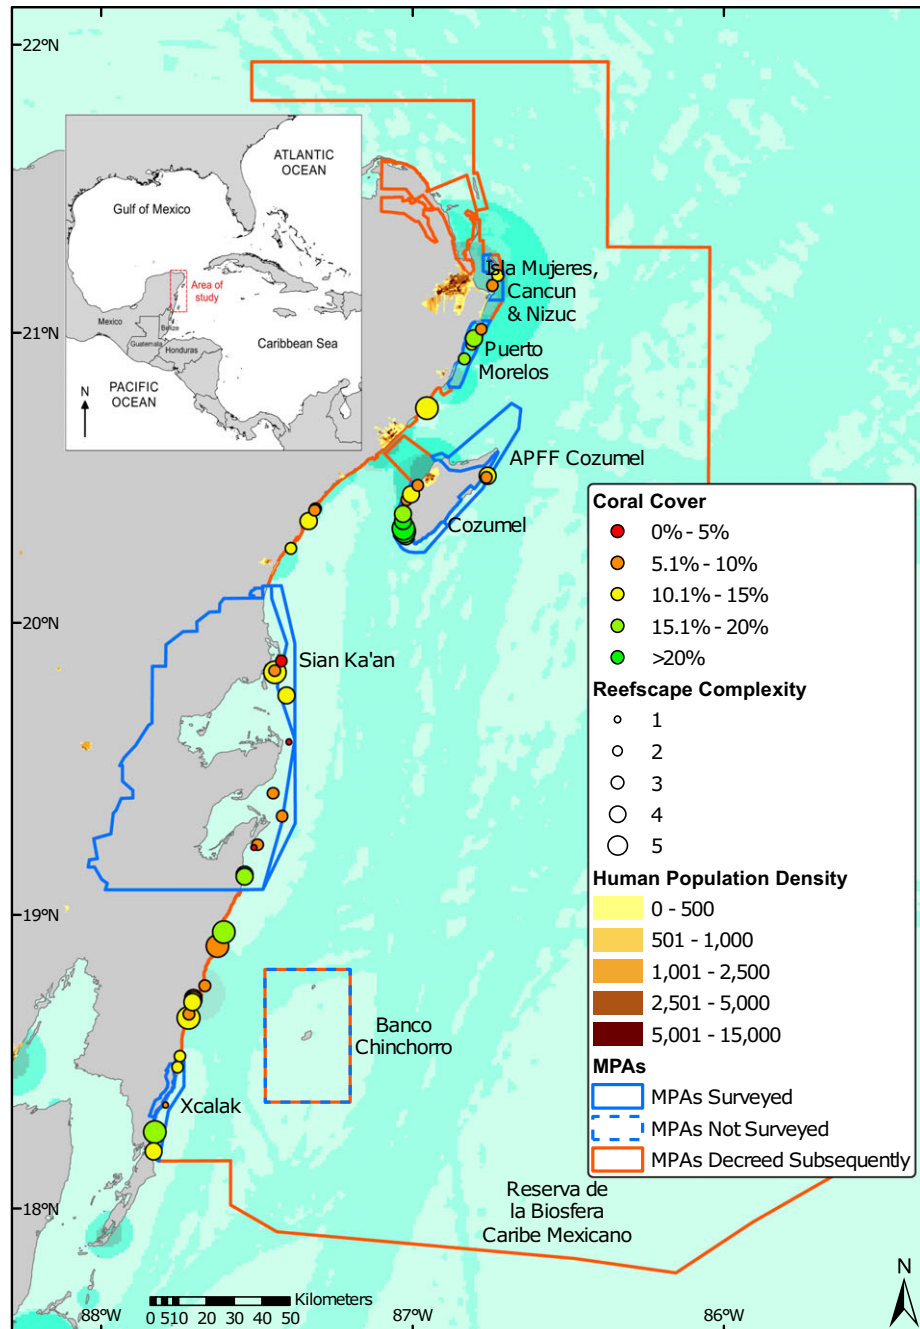 22°N
ATLANTIC
OCEAN
Gulf of Mexico
Area of
study
Mexico
Belize
Guatemala
Honduras
Caribbean Sea
PACIFIC
OCEAN
N
Isla Mujeres,
Cancun
& Nizuc
21°N
Puerto
Morelos
APFF Cozumel
Cozumel
20°N
Sian Ka'an
19°N
Banco
Chinchorro
Xcalak
18°N
Reserva de
la Biosfera
Caribe Mexicano
Coral Cover
0% - 5%
5.1% - 10%
10.1% - 15%
15.1% - 20%
>20%
Reefscape Complexity
1
2
3
4
5
Human Population Density
0 - 500
501 - 1,000
1,001 - 2,500
2,501 - 5,000
5,001 - 15,000
MPAs
MPAs Surveyed
MPAs Not Surveyed
MPAs Decreed Subsequently
N
Kilometers
0 5 10 20 30 40 50
88°W 87°W 86°W